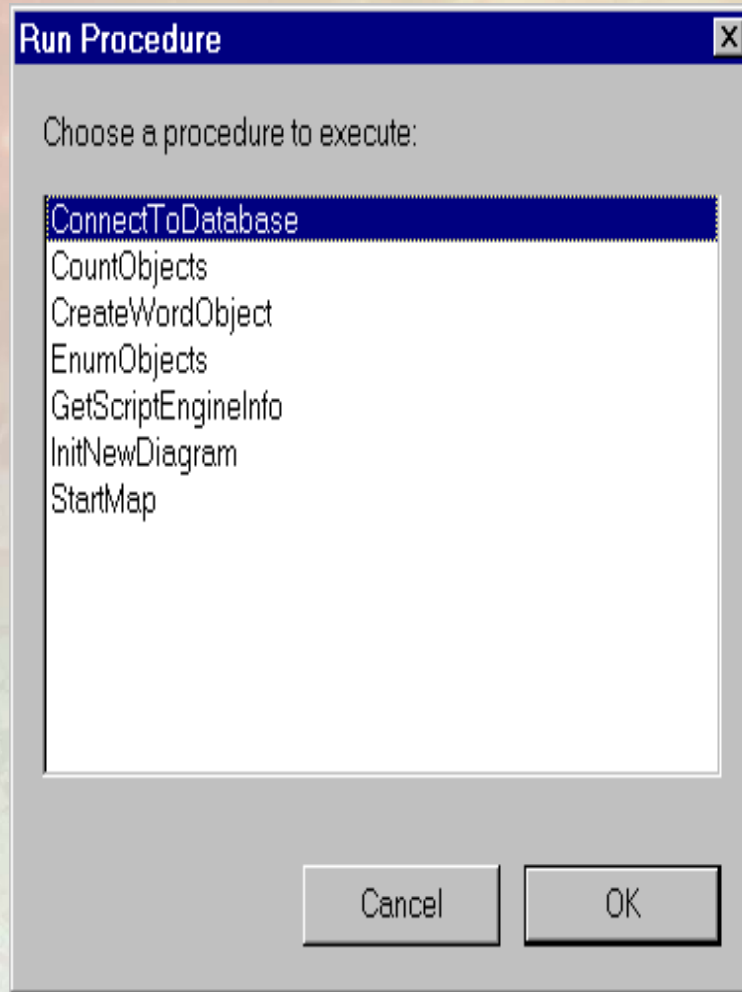 Run Procedure
Choose a procedure to execute:
ConnectToDatabase
CountObjects
CreateWordObject
EnumObjects
GetScriptEngineInfo
InitNewDiagram
StartMap
Cancel OK